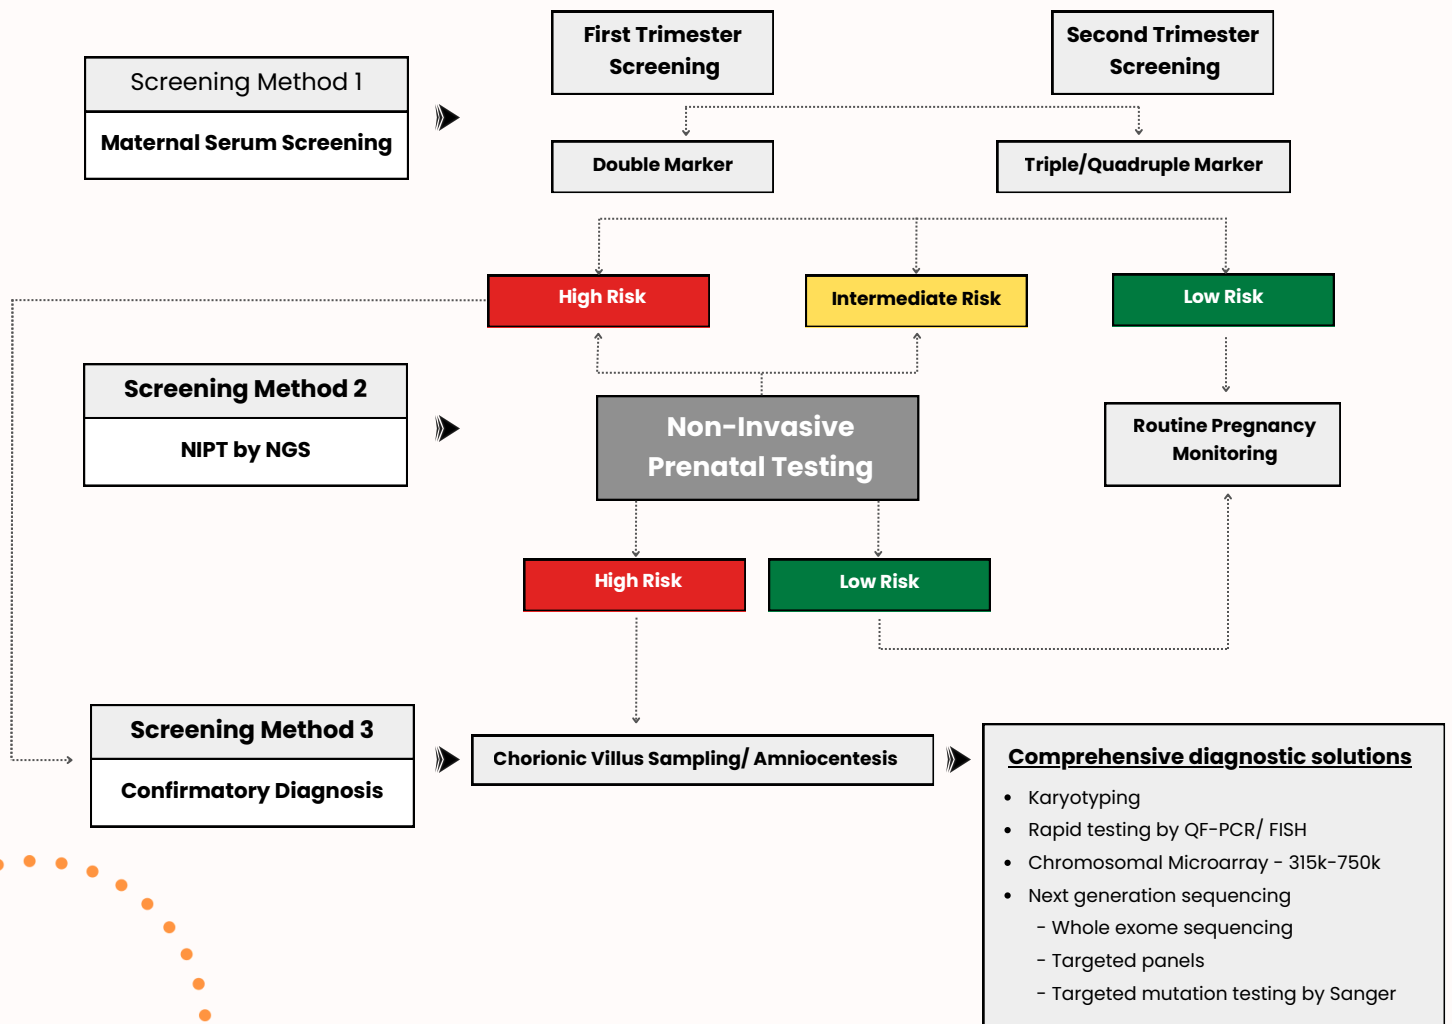 First Trimester
Screening
Second Trimester
Screening
Screening Method 1
Maternal Serum Screening
Double Marker
Triple/Quadruple Marker
High Risk
Intermediate Risk
Low Risk
Screening Method 2
NIPT by NGS
Non-Invasive
Prenatal Testing
Routine Pregnancy
Monitoring
High Risk
Low Risk
Screening Method 3
Confirmatory Diagnosis
Chorionic Villus Sampling/ Amniocentesis
Comprehensive diagnostic solutions
• Karyotyping
• Rapid testing by QF-PCR/ FISH
• Chromosomal Microarray - 315k-750k
• Next generation sequencing
- Whole exome sequencing
- Targeted panels
- Targeted mutation testing by Sanger